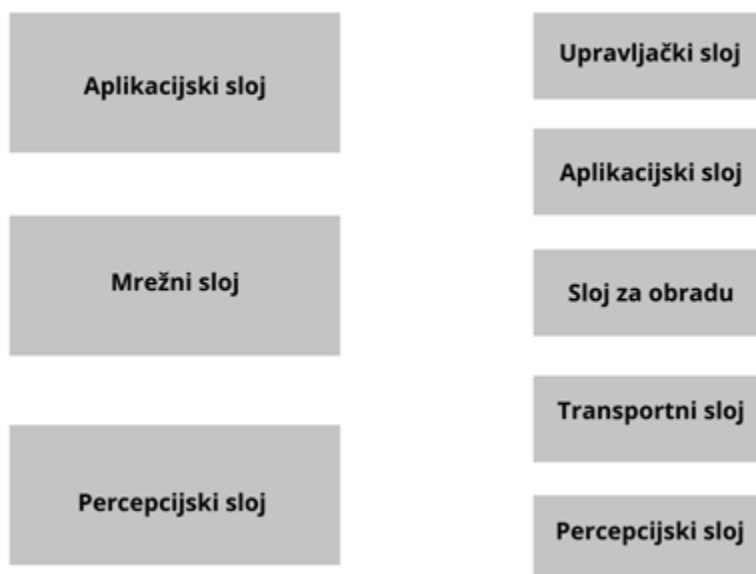 Aplikacijski sloj
Mrežni sloj
Percepcijski sloj
Upravljački sloj
Aplikacijski sloj
Sloj za obradu
Transportni sloj
Percepcijski sloj